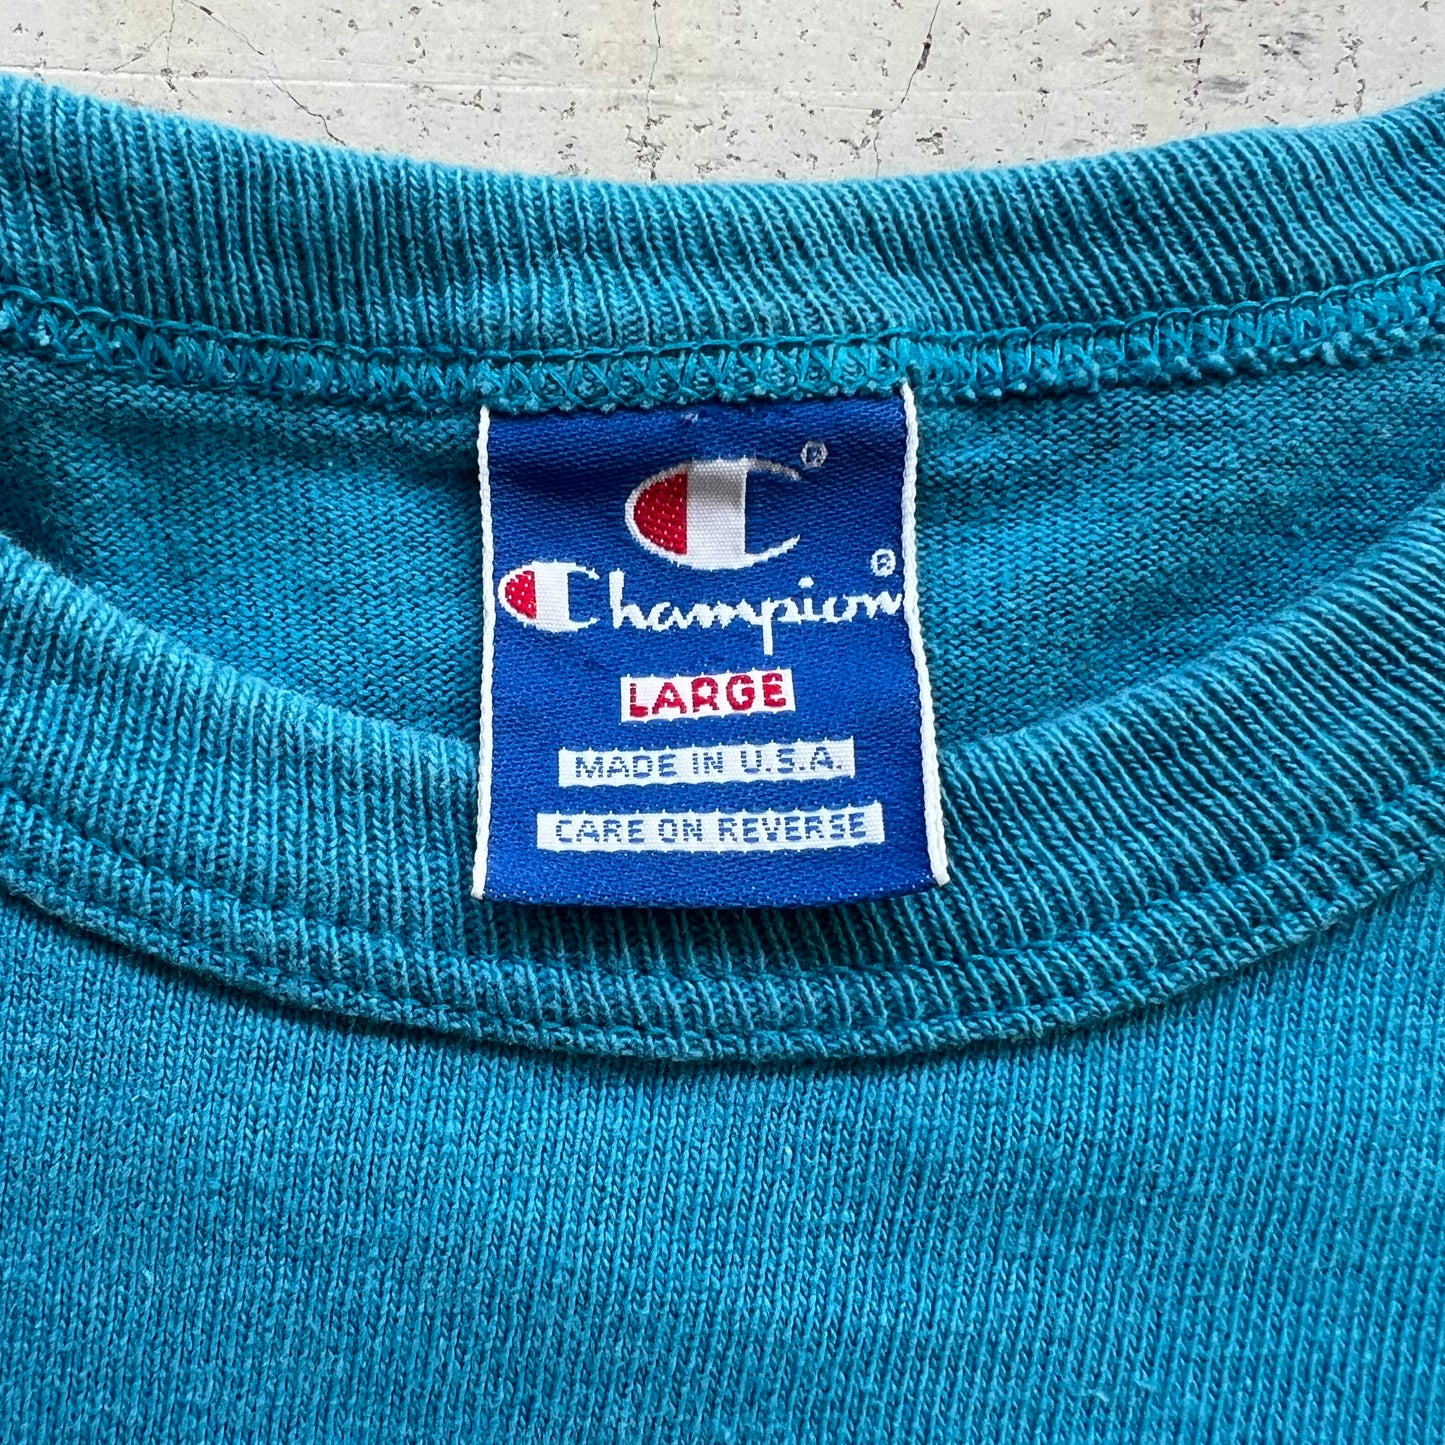 ®
Champion®
LARGE
MADE IN U.S.A.
CARE ON REVERSE